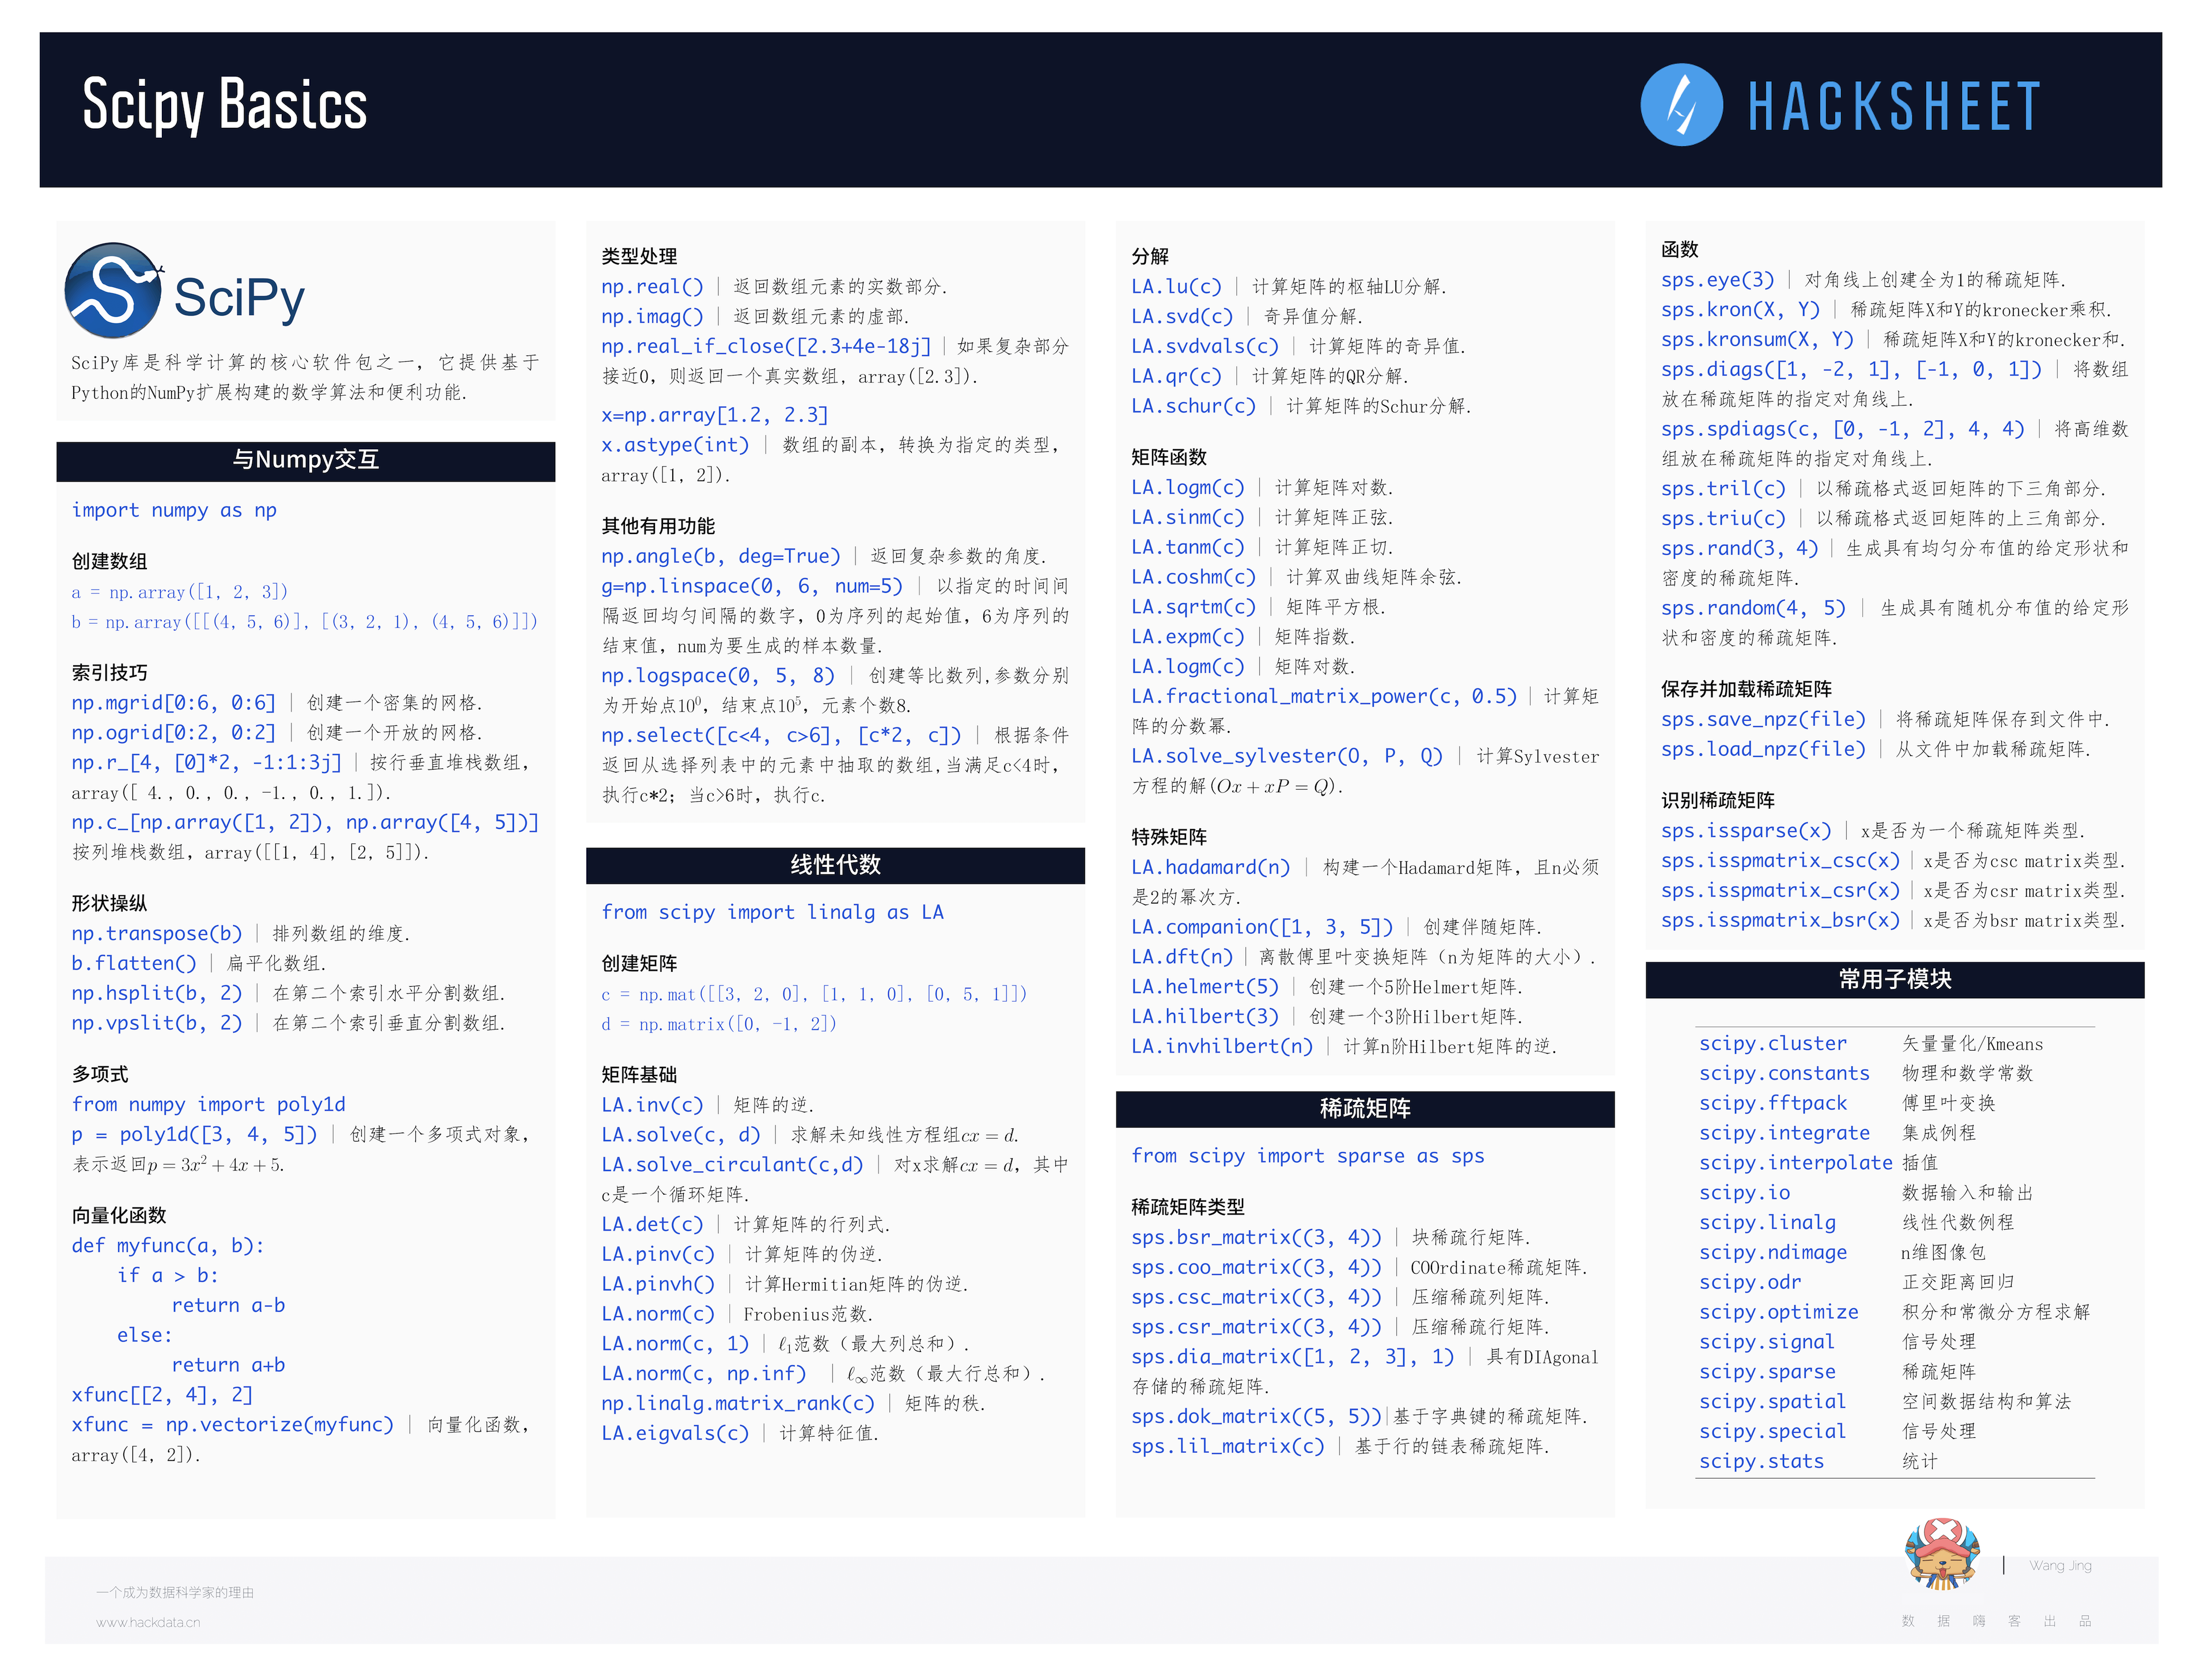 Scipy Basics
HACKSHEET
SciPy
SciPy库是科学计算的核心软件包之一，它提供基于
Python的NumPy扩展构建的数学算法和便利功能.
与Numpy交互
import numpy as np
创建数组
a = np.array([1, 2, 3])
b = np.array([[(4, 5, 6)], [(3, 2, 1), (4, 5, 6)]])
索引技巧
np.mgrid[0:6, 0:6] | 创建一个密集的网格.
np.ogrid[0:2, 0:2] | 创建一个开放的网格.
np.r_[4, [0]*2, -1:1:3j] | 按行垂直堆栈数组，
array([ 4., 0., 0., -1., 0., 1.]).
np.c_[np.array([1, 2]), np.array([4, 5])]
按列堆栈数组，array([[1, 4], [2, 5]]).
形状操纵
np.transpose(b) | 排列数组的维度.
b.flatten() | 扁平化数组.
np.hsplit(b, 2) | 在第二个索引水平分割数组.
np.vpslit(b, 2) | 在第二个索引垂直分割数组.
多项式
from numpy import poly1d
p = poly1d([3, 4, 5]) | 创建一个多项式对象，
表示返回p = 3x² + 4x + 5.
向量化函数
def myfunc(a, b):
if a > b:
return a-b
else:
return a+b
xfunc[[2, 4], 2]
xfunc = np.vectorize(myfunc) | 向量化函数，
array([4, 2]).
类型处理
np.real() | 返回数组元素的实数部分.
np.imag() | 返回数组元素的虚部.
np.real_if_close([2.3+4e-18j] | 如果复杂部分
接近0，则返回一个真实数组, array([2.3]).
x=np.array[1.2, 2.3]
x.astype(int) | 数组的副本，转换为指定的类型，
array([1, 2]).
其他有用功能
np.angle(b, deg=True) | 返回复杂参数的角度.
g=np.linspace(0, 6, num=5) | 以指定的时间间
隔返回均匀间隔的数字，0为序列的起始值，6为序列的
结束值，num为要生成的样本数量.
np.logspace(0, 5, 8) | 创建等比数列,参数分别
为开始点10⁰，结束点10⁵，元素个数8.
np.select([c<4, c>6], [c*2, c]) | 根据条件
返回从选择列表中的元素中抽取的数组,当满足c<4时，
执行c*2；当c>6时，执行c.
线性代数
from scipy import linalg as LA
创建矩阵
c = np.mat([[3, 2, 0], [1, 1, 0], [0, 5, 1]])
d = np.matrix([0, -1, 2])
矩阵基础
LA.inv(c) | 矩阵的逆.
LA.solve(c, d) | 求解未知线性方程组cx = d.
LA.solve_circulant(c,d) | 对x求解cx = d，其中
c是一个循环矩阵.
LA.det(c) | 计算矩阵的行列式.
LA.pinv(c) | 计算矩阵的伪逆.
LA.pinvh() | 计算Hermitian矩阵的伪逆.
LA.norm(c) | Frobenius范数.
LA.norm(c, 1) | ℓ₁范数（最大列总和）.
LA.norm(c, np.inf) | ℓ∞范数（最大行总和）.
np.linalg.matrix_rank(c) | 矩阵的秩.
LA.eigvals(c) | 计算特征值.
分解
LA.lu(c) | 计算矩阵的枢轴LU分解.
LA.svd(c) | 奇异值分解.
LA.svdvals(c) | 计算矩阵的奇异值.
LA.qr(c) | 计算矩阵的QR分解.
LA.schur(c) | 计算矩阵的Schur分解.
矩阵函数
LA.logm(c) | 计算矩阵对数.
LA.sinm(c) | 计算矩阵正弦.
LA.tanm(c) | 计算矩阵正切.
LA.coshm(c) | 计算双曲线矩阵余弦.
LA.sqrtm(c) | 矩阵平方根.
LA.expm(c) | 矩阵指数.
LA.logm(c) | 矩阵对数.
LA.fractional_matrix_power(c, 0.5) | 计算矩
阵的分数幂.
LA.solve_sylvester(O, P, Q) | 计算Sylvester
方程的解(Ox + xP = Q).
特殊矩阵
LA.hadamard(n) | 构建一个Hadamard矩阵，且n必须
是2的幂次方.
LA.companion([1, 3, 5]) | 创建伴随矩阵.
LA.dft(n) | 离散傅里叶变换矩阵（n为矩阵的大小）.
LA.helmert(5) | 创建一个5阶Helmert矩阵.
LA.hilbert(3) | 创建一个3阶Hilbert矩阵.
LA.invhilbert(n) | 计算n阶Hilbert矩阵的逆.
稀疏矩阵
from scipy import sparse as sps
稀疏矩阵类型
sps.bsr_matrix((3, 4)) | 块稀疏行矩阵.
sps.coo_matrix((3, 4)) | COOrdinate稀疏矩阵.
sps.csc_matrix((3, 4)) | 压缩稀疏列矩阵.
sps.csr_matrix((3, 4)) | 压缩稀疏行矩阵.
sps.dia_matrix([1, 2, 3], 1) | 具有DIAgonal
存储的稀疏矩阵.
sps.dok_matrix((5, 5))|基于字典键的稀疏矩阵.
sps.lil_matrix(c) | 基于行的链表稀疏矩阵.
函数
sps.eye(3) | 对角线上创建全为1的稀疏矩阵.
sps.kron(X, Y) | 稀疏矩阵X和Y的kronecker乘积.
sps.kronsum(X, Y) | 稀疏矩阵X和Y的kronecker和.
sps.diags([1, -2, 1], [-1, 0, 1]) | 将数组
放在稀疏矩阵的指定对角线上.
sps.spdiags(c, [0, -1, 2], 4, 4) | 将高维数
组放在稀疏矩阵的指定对角线上.
sps.tril(c) | 以稀疏格式返回矩阵的下三角部分.
sps.triu(c) | 以稀疏格式返回矩阵的上三角部分.
sps.rand(3, 4) | 生成具有均匀分布值的给定形状和
密度的稀疏矩阵.
sps.random(4, 5) | 生成具有随机分布值的给定形
状和密度的稀疏矩阵.
保存并加载稀疏矩阵
sps.save_npz(file) | 将稀疏矩阵保存到文件中.
sps.load_npz(file) | 从文件中加载稀疏矩阵.
识别稀疏矩阵
sps.issparse(x) | x是否为一个稀疏矩阵类型.
sps.isspmatrix_csc(x) | x是否为csc matrix类型.
sps.isspmatrix_csr(x) | x是否为csr matrix类型.
sps.isspmatrix_bsr(x) | x是否为bsr matrix类型.
常用子模块
scipy.cluster 矢量量化/Kmeans
scipy.constants 物理和数学常数
scipy.fftpack 傅里叶变换
scipy.integrate 集成例程
scipy.interpolate 插值
scipy.io 数据输入和输出
scipy.linalg 线性代数例程
scipy.ndimage n维图像包
scipy.odr 正交距离回归
scipy.optimize 积分和常微分方程求解
scipy.signal 信号处理
scipy.sparse 稀疏矩阵
scipy.spatial 空间数据结构和算法
scipy.special 信号处理
scipy.stats 统计
一个成为数据科学家的理由
www.hackdata.cn
| Wang Jing
数据嗨客出品